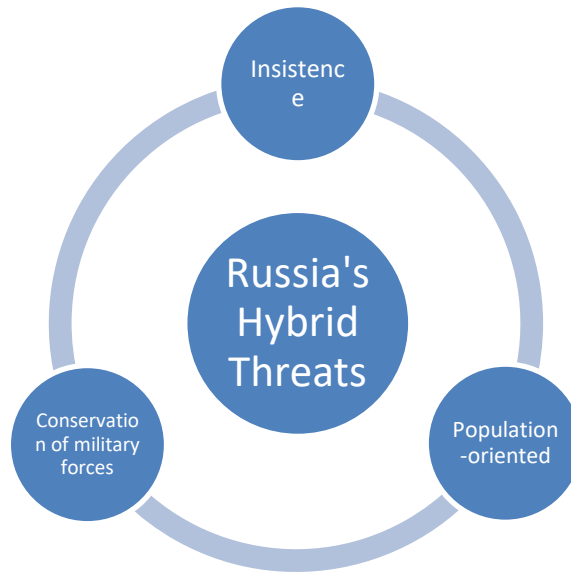 Insistenc
e
Russia's
Hybrid
Threats
Conservatio
n of military
forces
Population
-oriented